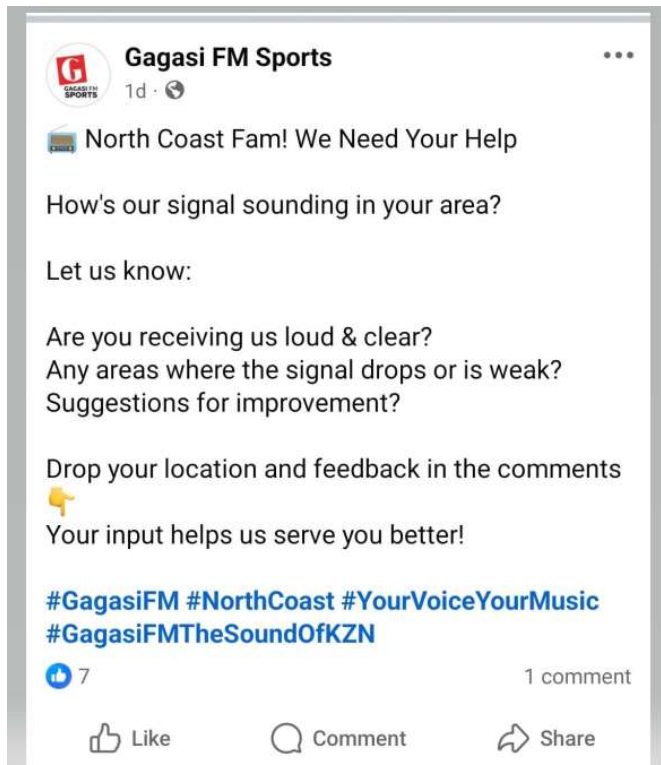 Gagasi FM Sports
G
GAGASI FM
SPORTS
1d ·
North Coast Fam! We Need Your Help
How's our signal sounding in your area?
Let us know:
Are you receiving us loud & clear?
Any areas where the signal drops or is weak?
Suggestions for improvement?
Drop your location and feedback in the comments
Your input helps us serve you better!
#GagasiFM #NorthCoast #YourVoiceYourMusic
#GagasiFMTheSoundOfKZN
7
1 comment
Like
Comment
Share